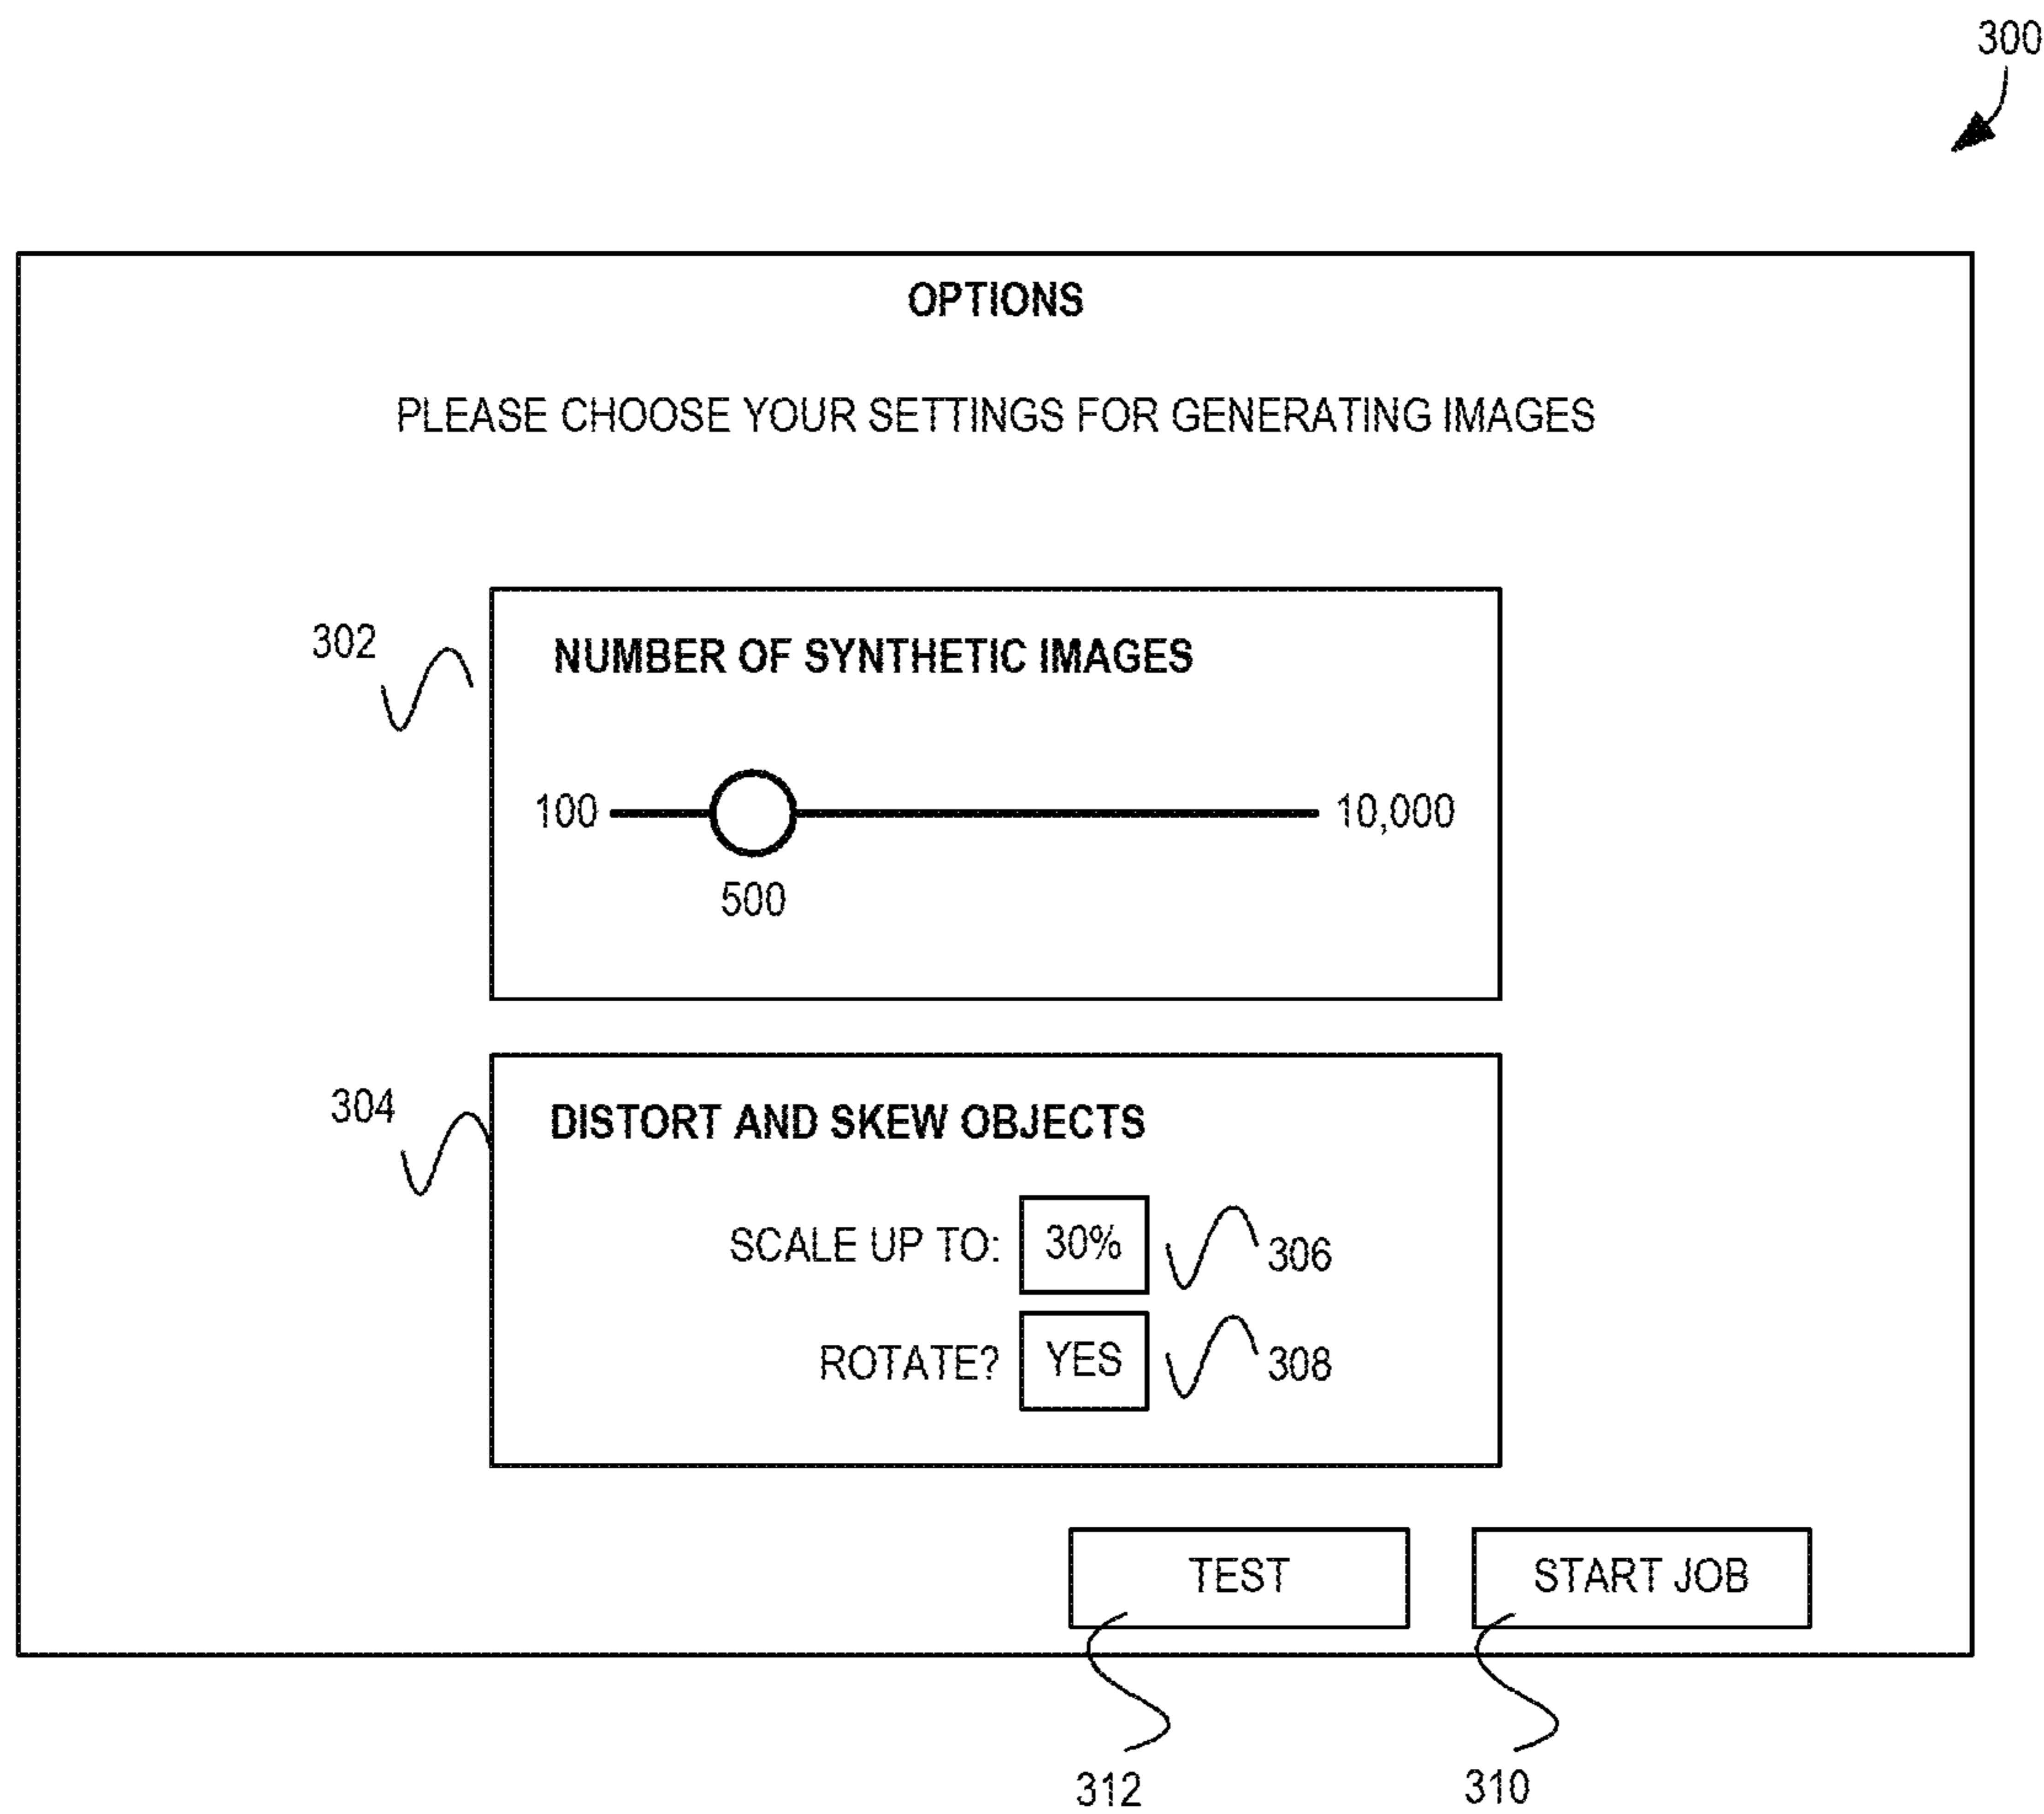 300
OPTIONS
PLEASE CHOOSE YOUR SETTINGS FOR GENERATING IMAGES
302
NUMBER OF SYNTHETIC IMAGES
100 10,000
500
304
DISTORT AND SKEW OBJECTS
SCALE UP TO: 30% 306
ROTATE? YES 308
TEST START JOB
312 310